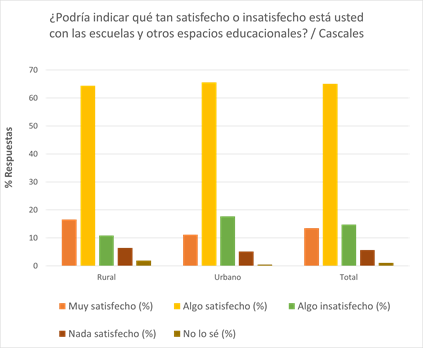 ¿Podría indicar qué tan satisfecho o insatisfecho está usted
con las escuelas y otros espacios educacionales? / Cascales
% Respuestas
70
60
50
40
30
20
10
0
Rural Urbano Total
Muy satisfecho (%) Algo satisfecho (%) Algo insatisfecho (%)
Nada satisfecho (%) No lo sé (%)